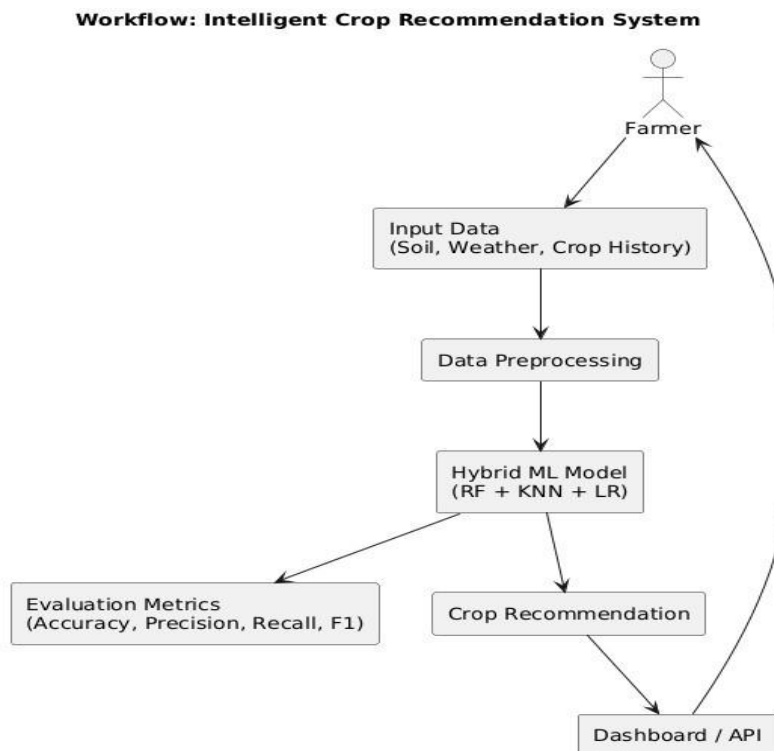 Workflow: Intelligent Crop Recommendation System
Farmer
Input Data
(Soil, Weather, Crop History)
Data Preprocessing
Hybrid ML Model
(RF + KNN + LR)
Evaluation Metrics
(Accuracy, Precision, Recall, F1)
Crop Recommendation
Dashboard / API